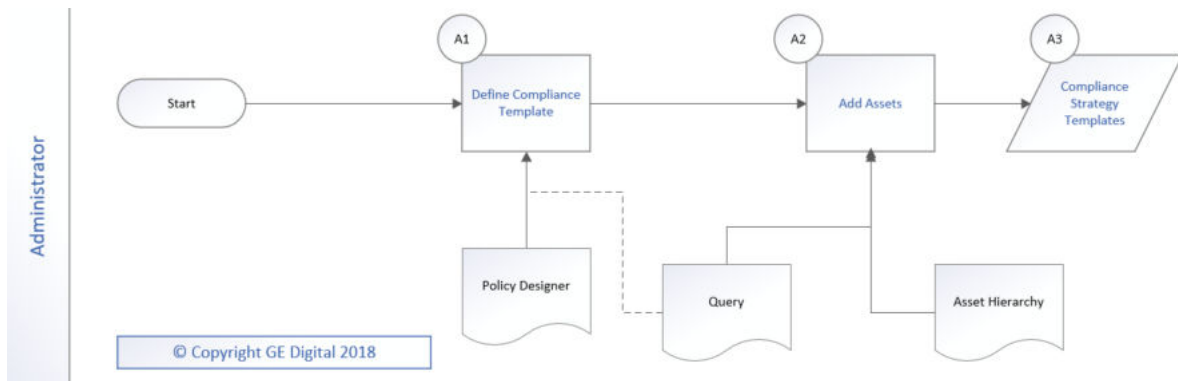 Administrator
A1
A2
A3
Start
Define Compliance
Template
Add Assets
Compliance
Strategy
Templates
Policy Designer
Query
Asset Hierarchy
© Copyright GE Digital 2018